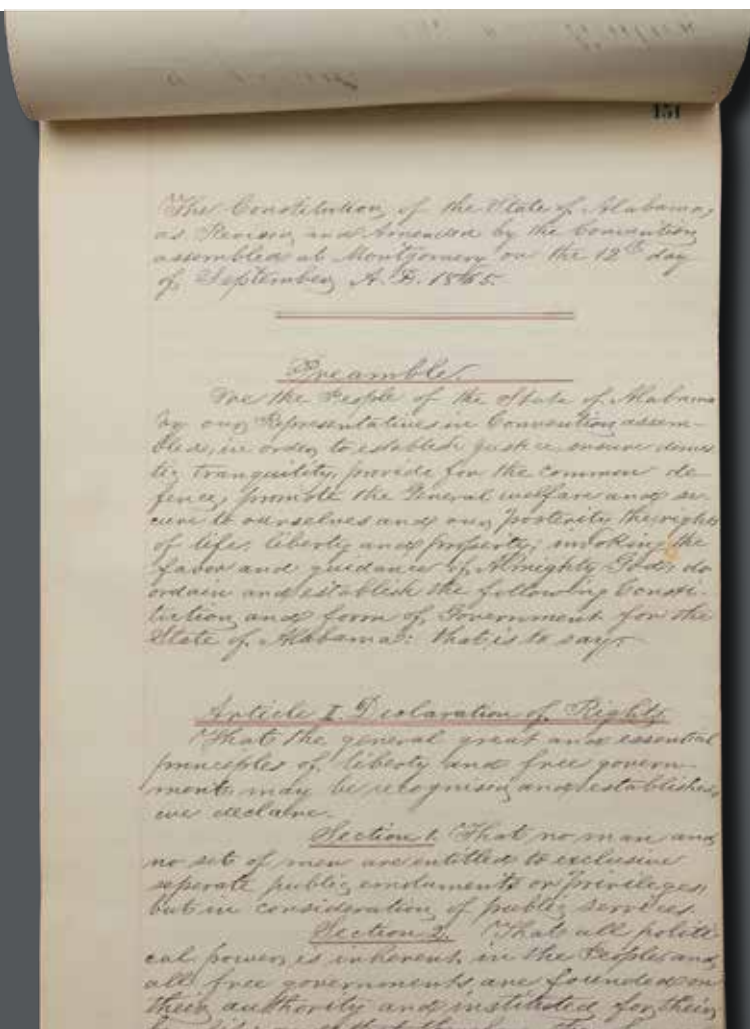 151
The Constitution, of the State of Alabama,
as Revised and Amended by the Convention
assembled at Montgomery on the 12th day
of September, A. D. 1865.
Preamble.
We the People of the State of Alabama
by our Representatives in Convention assem-
bled, in order to establish justice, ensure domes
tic tranquility, provide for the common de
fence, promote the General welfare and se-
cure to ourselves and our posterity the rights
of life, liberty and property; invoking the
favor and guidance of Almighty God, do
ordain and establish the following Consti-
tution, and form of Government for the
State of Alabama: that is to say:
Article I. Declaration of Rights.
That the general great and essential
principles of liberty and free govern-
ment may be recognised and established,
we declare.
Section 1. That no man and
no set of men are entitled to exclusive
seperate public emoluments or privileges
but in consideration of public services.
Section 2. That all politi
cal power is inherent in the People, and
all free governments are founded on
their authority and instituted for their